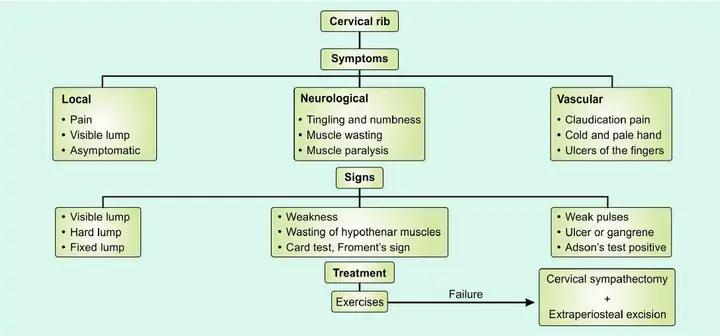 Cervical rib
Symptoms
Local
• Pain
• Visible lump
• Asymptomatic
Neurological
• Tingling and numbness
• Muscle wasting
• Muscle paralysis
Vascular
• Claudication pain
• Cold and pale hand
• Ulcers of the fingers
Signs
• Visible lump
• Hard lump
• Fixed lump
• Weakness
• Wasting of hypothenar muscles
• Card test, Froment's sign
• Weak pulses
• Ulcer or gangrene
• Adson's test positive
Treatment
Exercises
Failure
Cervical sympathectomy
+
Extraperiosteal excision